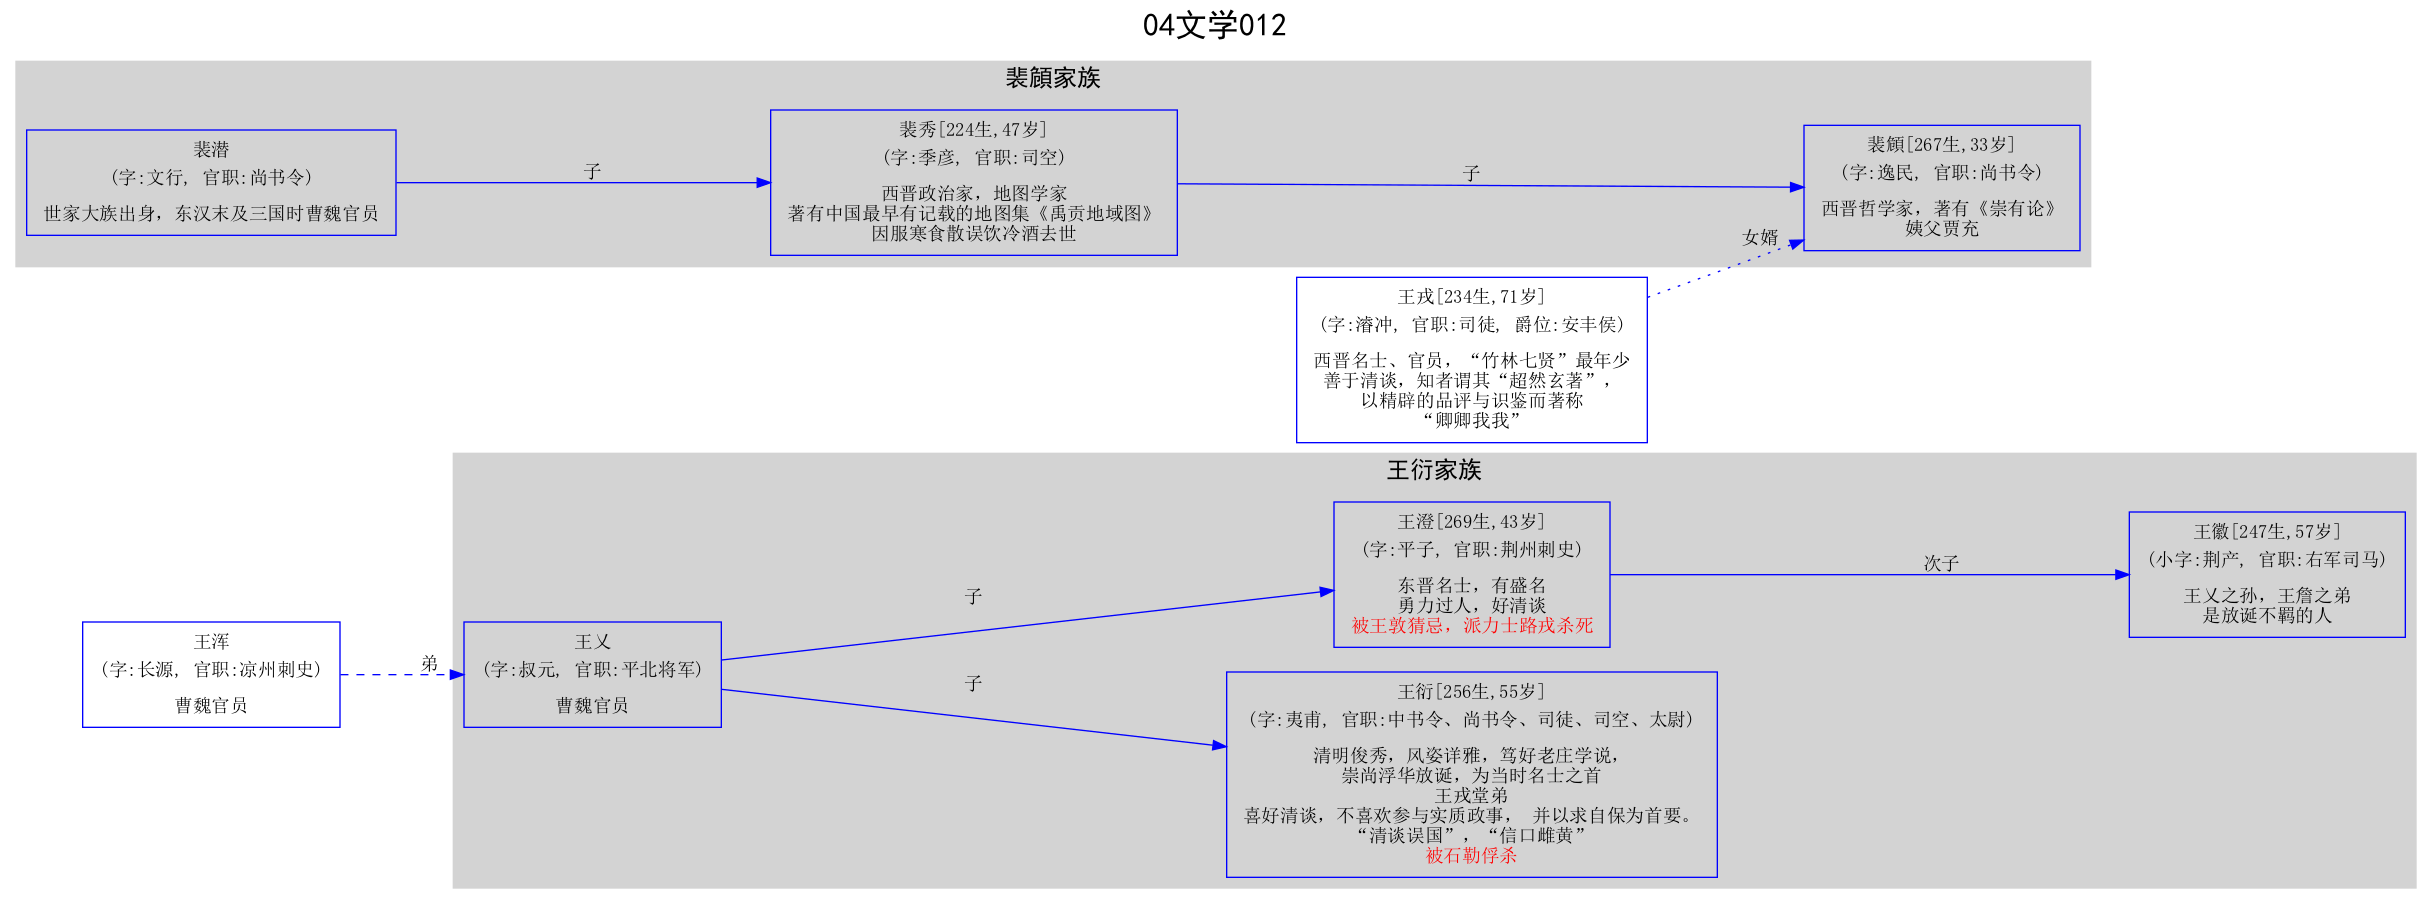 04文学012
裴頠家族
裴潜
(字:文行, 官职:尚书令)
世家大族出身，东汉末及三国时曹魏官员
子
裴秀[224生,47岁]
(字:季彦, 官职:司空)
西晋政治家，地图学家
著有中国最早有记载的地图集《禹贡地域图》
因服寒食散误饮冷酒去世
子
裴頠[267生,33岁]
(字:逸民, 官职:尚书令)
西晋哲学家，著有《崇有论》
姨父贾充
女婿
王戎[234生,71岁]
(字:濬冲, 官职:司徒, 爵位:安丰侯)
西晋名士、官员，“竹林七贤”最年少
善于清谈，知者谓其“超然玄著”，
以精辟的品评与识鉴而著称
“卿卿我我”
王衍家族
王浑
(字:长源, 官职:凉州刺史)
曹魏官员
弟
王乂
(字:叔元, 官职:平北将军)
曹魏官员
子
子
王澄[269生,43岁]
(字:平子, 官职:荆州刺史)
东晋名士，有盛名
勇力过人，好清谈
被王敦猜忌，派力士路戎杀死
次子
王徽[247生,57岁]
(小字:荆产, 官职:右军司马)
王乂之孙，王詹之弟
是放诞不羁的人
王衍[256生,55岁]
(字:夷甫, 官职:中书令、尚书令、司徒、司空、太尉)
清明俊秀，风姿详雅，笃好老庄学说，
崇尚浮华放诞，为当时名士之首
王戎堂弟
喜好清谈，不喜欢参与实质政事， 并以求自保为首要。
“清谈误国”，“信口雌黄”
被石勒俘杀